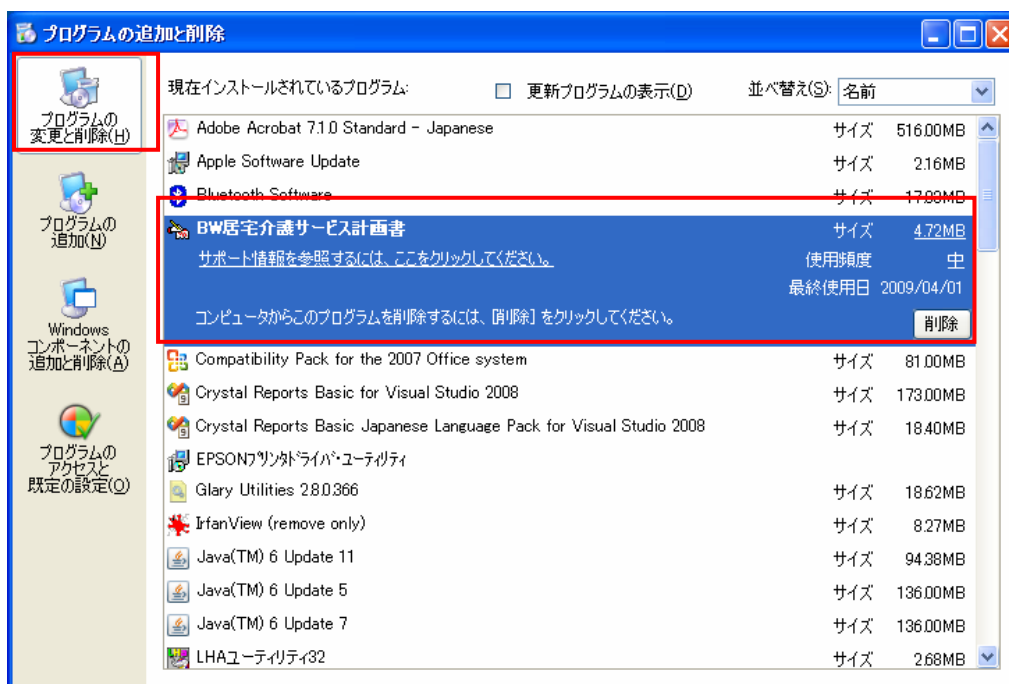 プログラムの追加と削除
プログラムの
変更と削除(H)
プログラムの
追加(N)
Windows
コンポーネントの
追加と削除(A)
プログラムの
アクセスと
既定の設定(O)
現在インストールされているプログラム:
更新プログラムの表示(D)
並べ替え(S): 名前
Adobe Acrobat 7.1.0 Standard - Japanese サイズ 516.00MB
Apple Software Update サイズ 2.16MB
Bluetooth Software サイズ 17.83MB
BW居宅介護サービス計画書 サイズ 4.72MB
サポート情報を参照するには、ここをクリックしてください。 使用頻度 中
最終使用日 2009/04/01
コンピュータからこのプログラムを削除するには、[削除] をクリックしてください。 削除
Compatibility Pack for the 2007 Office system サイズ 81.00MB
Crystal Reports Basic for Visual Studio 2008 サイズ 173.00MB
Crystal Reports Basic Japanese Language Pack for Visual Studio 2008 サイズ 18.40MB
EPSONプリンタドライバ・ユーティリティ
Glary Utilities 2.8.0.366 サイズ 18.62MB
IrfanView (remove only) サイズ 8.27MB
Java(TM) 6 Update 11 サイズ 94.38MB
Java(TM) 6 Update 5 サイズ 136.00MB
Java(TM) 6 Update 7 サイズ 136.00MB
LHAユーティリティ32 サイズ 2.68MB